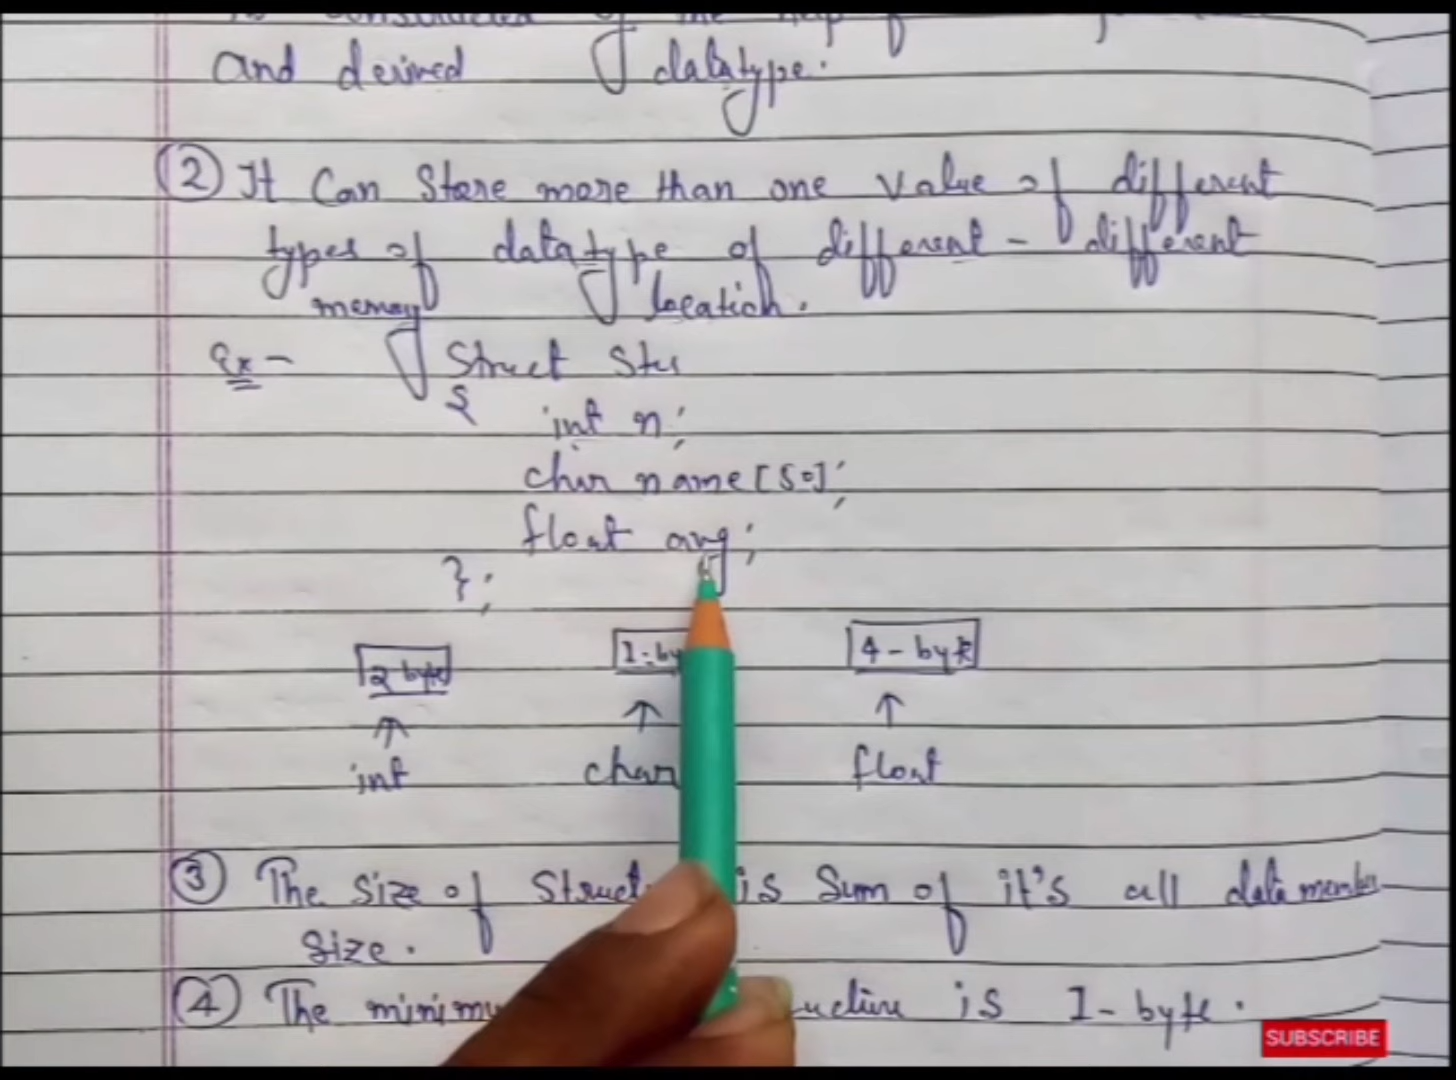 and derived datatype.
② It Can Store more than one value of different
types of datatype of different - different
memory location.
Ex - Struct Stu
{
int n;
char name[50];
float avg;
};
2 byte 4 - byte
↑ ↑ ↑
int char float
③ The size of is Sum of it's all data member
size.
④ The is 1 - byte.
SUBSCRIBE